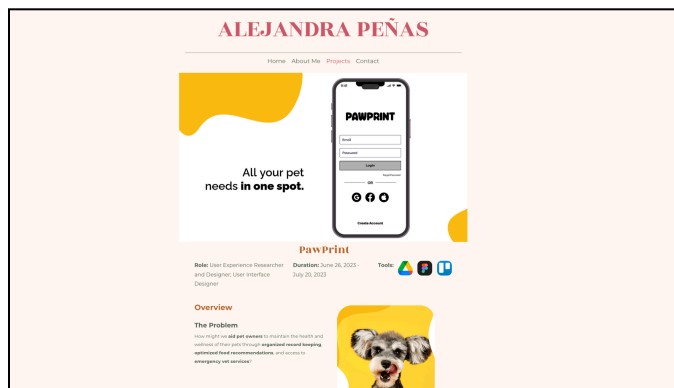 ALEJANDRA PEÑAS
Home About Me Projects Contact
PAWPRINT
Email
Password
Login
Forgot Password
OR
Create Account
All your pet
needs in one spot.
PawPrint
Role: User Experience Researcher
and Designer, User Interface
Designer
Duration: June 26, 2023 –
July 20, 2023
Tools:
Overview
The Problem
How might we aid pet owners to maintain the health and
wellness of their pets through organized record keeping,
optimized food recommendations, and access to
emergency vet services?